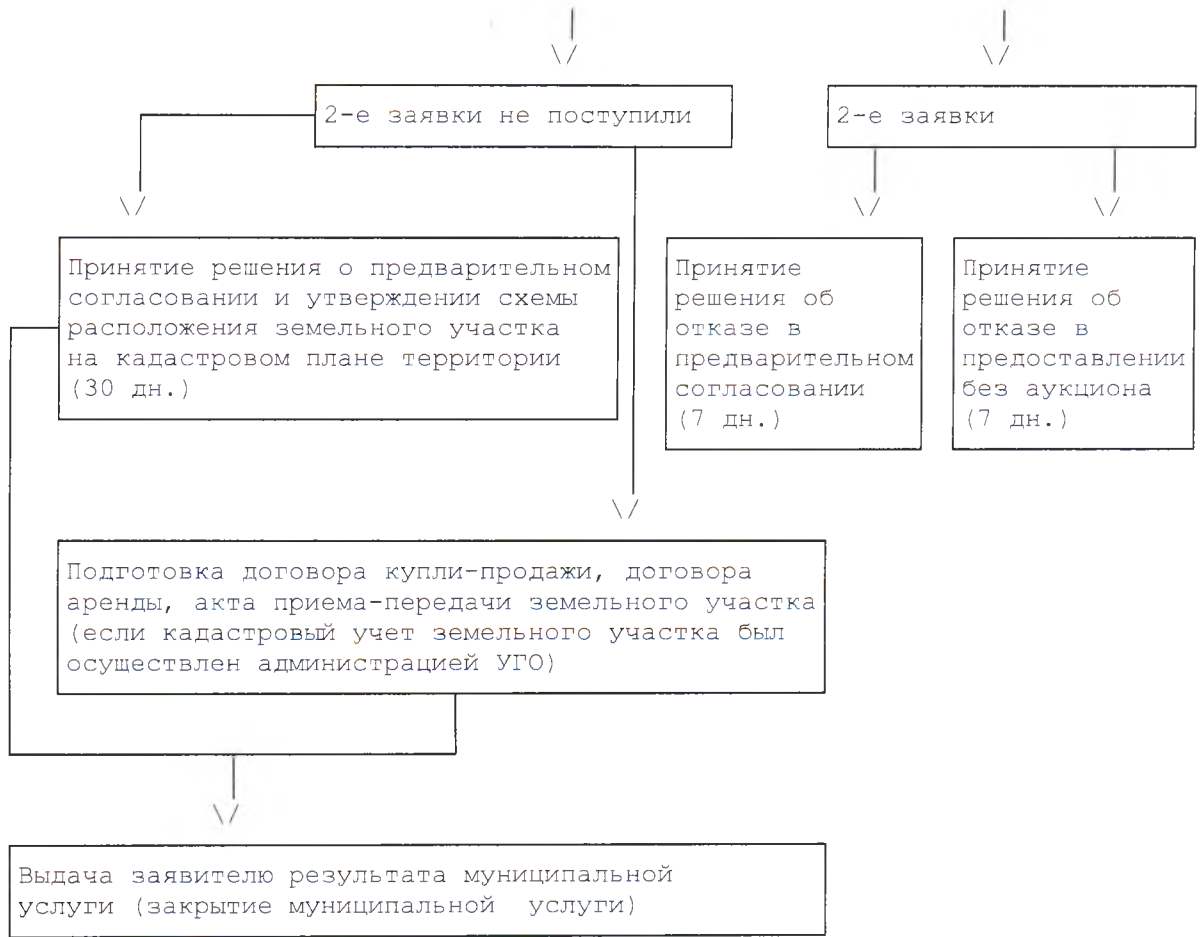 2-е заявки не поступили
2-е заявки
Принятие решения о предварительном
согласовании и утверждении схемы
расположения земельного участка
на кадастровом плане территории
(30 дн.)
Принятие
решения об
отказе в
предварительном
согласовании
(7 дн.)
Принятие
решения об
отказе в
предоставлении
без аукциона
(7 дн.)
Подготовка договора купли-продажи, договора
аренды, акта приема-передачи земельного участка
(если кадастровый учет земельного участка был
осуществлен администрацией УГО)
Выдача заявителю результата муниципальной
услуги (закрытие муниципальной услуги)